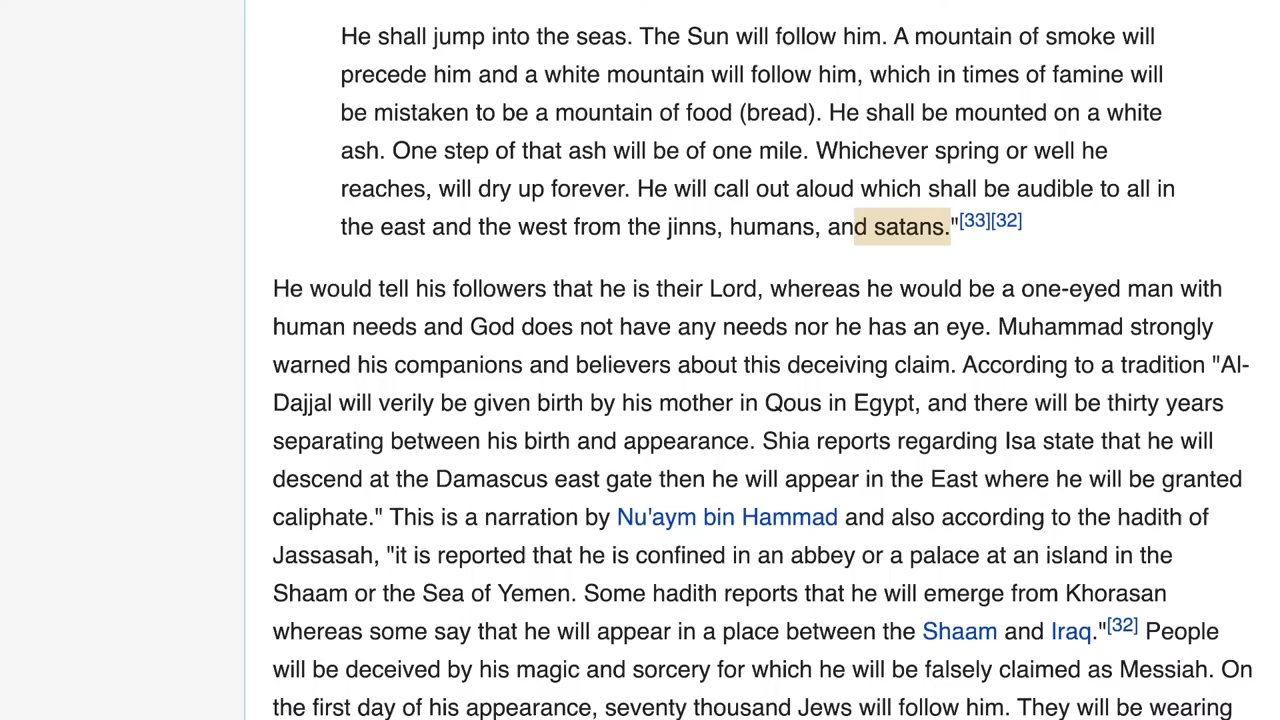 He shall jump into the seas. The Sun will follow him. A mountain of smoke will
precede him and a white mountain will follow him, which in times of famine will
be mistaken to be a mountain of food (bread). He shall be mounted on a white
ash. One step of that ash will be of one mile. Whichever spring or well he
reaches, will dry up forever. He will call out aloud which shall be audible to all in
the east and the west from the jinns, humans, and satans."[33][32]
He would tell his followers that he is their Lord, whereas he would be a one-eyed man with
human needs and God does not have any needs nor he has an eye. Muhammad strongly
warned his companions and believers about this deceiving claim. According to a tradition "Al-
Dajjal will verily be given birth by his mother in Qous in Egypt, and there will be thirty years
separating between his birth and appearance. Shia reports regarding Isa state that he will
descend at the Damascus east gate then he will appear in the East where he will be granted
caliphate." This is a narration by Nu'aym bin Hammad and also according to the hadith of
Jassasah, "it is reported that he is confined in an abbey or a palace at an island in the
Shaam or the Sea of Yemen. Some hadith reports that he will emerge from Khorasan
whereas some say that he will appear in a place between the Shaam and Iraq."[32] People
will be deceived by his magic and sorcery for which he will be falsely claimed as Messiah. On
the first day of his appearance, seventy thousand Jews will follow him. They will be wearing